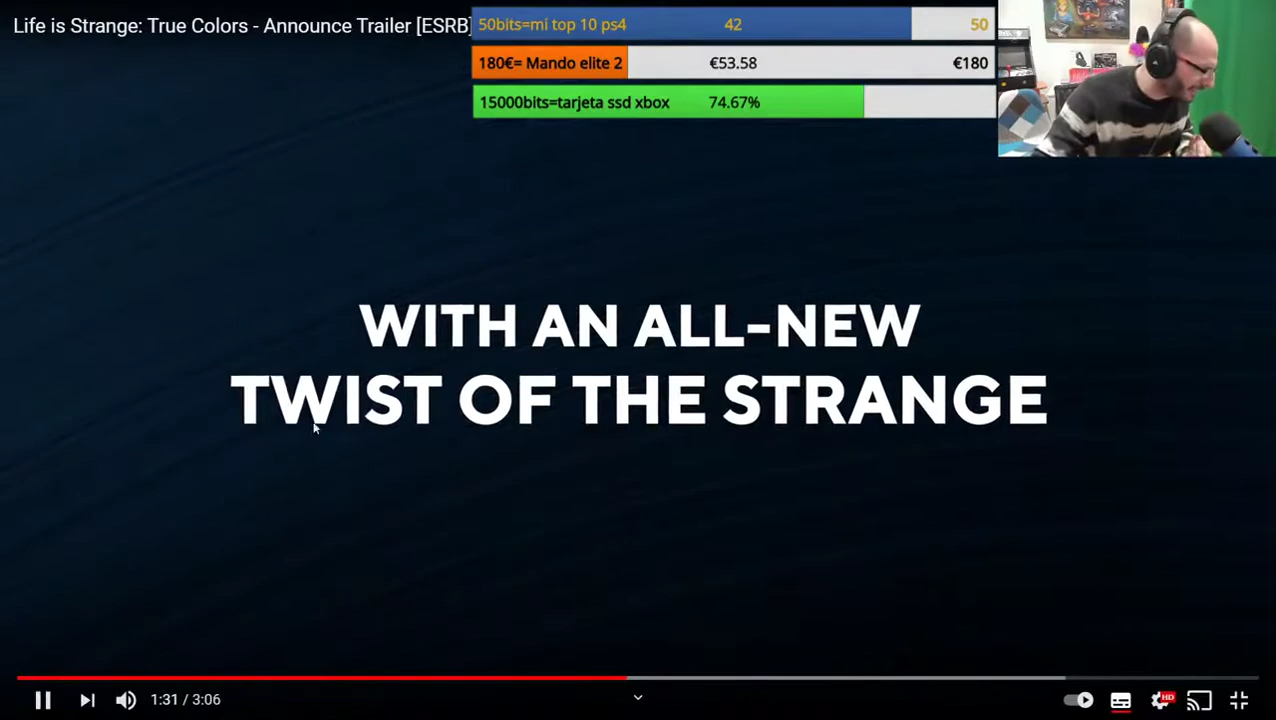 Life is Strange: True Colors - Announce Trailer [ESRB]
50bits=mi top 10 ps4 42 50
180€= Mando elite 2 €53.58 €180
15000bits=tarjeta ssd xbox 74.67%
WITH AN ALL-NEW
TWIST OF THE STRANGE
1:31 / 3:06 HD